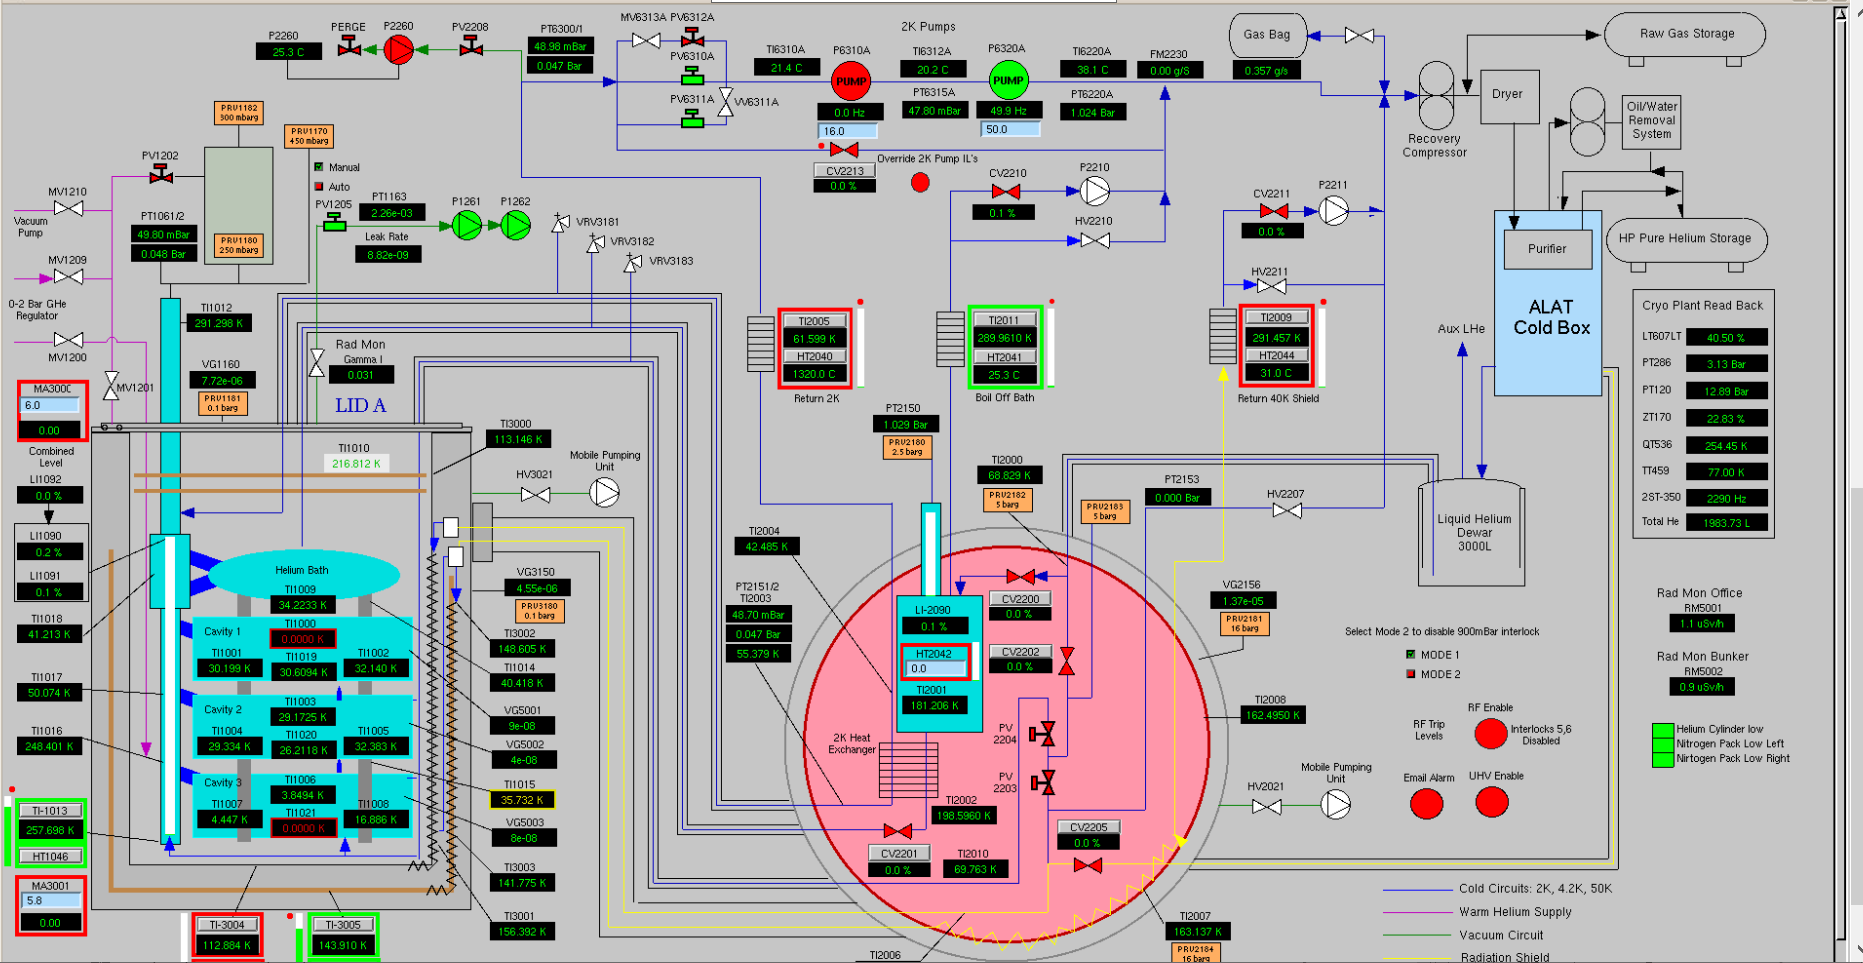 PERGE
P2260
PV2208
P2260
25.3 C
PT6300/1
48.98 mBar
0.047 Bar
MV6313A
PV6312A
PV6310A
PV6311A
VV6311A
2K Pumps
TI6310A
21.4 C
P6310A
PUMP
0.0 Hz
16.0
TI6312A
20.2 C
PT6315A
47.80 mBar
P6320A
PUMP
49.9 Hz
50.0
TI6220A
38.1 C
PT6220A
1.024 Bar
FM2230
0.00 g/S
Gas Bag
0.357 g/s
Raw Gas Storage
Dryer
Recovery
Compressor
Oil/Water
Removal
System
HP Pure Helium Storage
Purifier
ALAT
Cold Box
CV2213
0.0 %
Override 2K Pump IL's
CV2210
0.1 %
P2210
HV2210
CV2211
0.0 %
P2211
HV2211
PRV1182
300 mbarg
PRV1170
450 mbarg
PV1202
MV1210
Vacuum
Pump
MV1209
0-2 Bar GHe
Regulator
MV1200
MV1201
PT1061/2
49.80 mBar
0.048 Bar
PRV1180
250 mbarg
Manual
Auto
PV1205
PT1163
2.26e-03
Leak Rate
8.82e-09
P1261
P1262
VRV3181
VRV3182
VRV3183
TI1012
291.298 K
VG1160
7.72e-06
PRV1181
0.1 barg
Rad Mon
Gamma I
0.031
LID A
TI2005
61.599 K
HT2040
1320.0 C
Return 2K
TI2011
289.9610 K
HT2041
25.3 C
Boil Off Bath
TI2009
291.457 K
HT2044
31.0 C
Return 40K Shield
Aux LHe
Cryo Plant Read Back
LT607LT 40.50 %
PT286 3.13 Bar
PT120 12.89 Bar
ZT170 22.83 %
QT536 254.45 K
TT459 77.00 K
2ST-350 2290 Hz
Total He 1983.73 L
MA3000
6.0
0.00
Combined
Level
LI1092
0.0 %
LI1090
0.2 %
LI1091
0.1 %
TI1018
41.213 K
TI1017
50.074 K
TI1016
248.401 K
TI-1013
257.698 K
HT1046
MA3001
5.8
0.00
TI1010
216.812 K
TI3000
113.146 K
HV3021
Mobile Pumping
Unit
Helium Bath
TI1009
34.2233 K
Cavity 1
TI1000
0.0000 K
TI1001
30.199 K
TI1019
30.6094 K
TI1002
32.140 K
Cavity 2
TI1003
29.1725 K
TI1004
29.334 K
TI1020
26.2118 K
TI1005
32.383 K
Cavity 3
TI1006
3.8494 K
TI1007
4.447 K
TI1021
0.0000 K
TI1008
16.886 K
VG3150
4.55e-06
PRV3180
0.1 barg
TI3002
148.605 K
TI1014
40.418 K
VG5001
9e-08
VG5002
4e-08
TI1015
35.732 K
VG5003
8e-08
TI3003
141.775 K
TI3001
156.392 K
TI-3004
112.884 K
TI-3005
143.910 K
PT2150
1.029 Bar
PRV2180
2.5 barg
TI2000
68.829 K
PRV2182
5 barg
PRV2183
5 barg
PT2153
0.000 Bar
HV2207
Liquid Helium
Dewar
3000L
TI2004
42.485 K
PT2151/2
TI2003
48.70 mBar
0.047 Bar
55.379 K
LI-2090
0.1 %
HT2042
0.0
TI2001
181.206 K
CV2200
0.0 %
CV2202
0.0 %
PV
2204
PV
2203
2K Heat
Exchanger
TI2002
198.5960 K
CV2201
0.0 %
TI2010
69.763 K
CV2205
0.0 %
VG2156
1.37e-05
PRV2181
16 barg
TI2008
162.4950 K
HV2021
Mobile Pumping
Unit
TI2007
163.137 K
PRV2184
16 barg
TI2006
Select Mode 2 to disable 900mBar interlock
MODE 1
MODE 2
RF Trip
Levels
RF Enable
Interlocks 5,6
Disabled
Email Alarm
UHV Enable
Rad Mon Office
RM5001
1.1 uSv/h
Rad Mon Bunker
RM5002
0.9 uSv/h
Helium Cylinder low
Nitrogen Pack Low Left
Nirtogen Pack Low Right
Cold Circuits: 2K, 4.2K, 50K
Warm Helium Supply
Vacuum Circuit
Radiation Shield